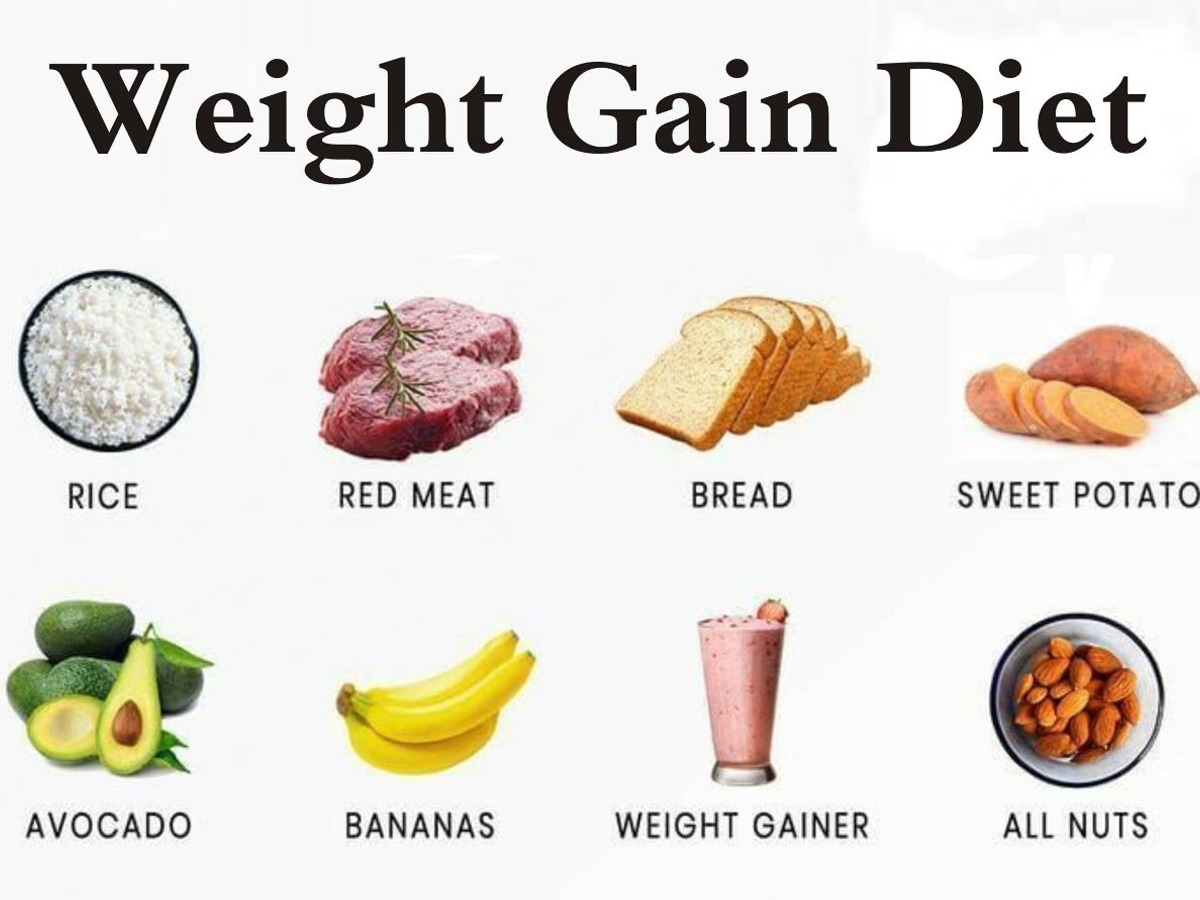 Weight Gain Diet
RICE
RED MEAT
BREAD
SWEET POTATO
AVOCADO
BANANAS
WEIGHT GAINER
ALL NUTS